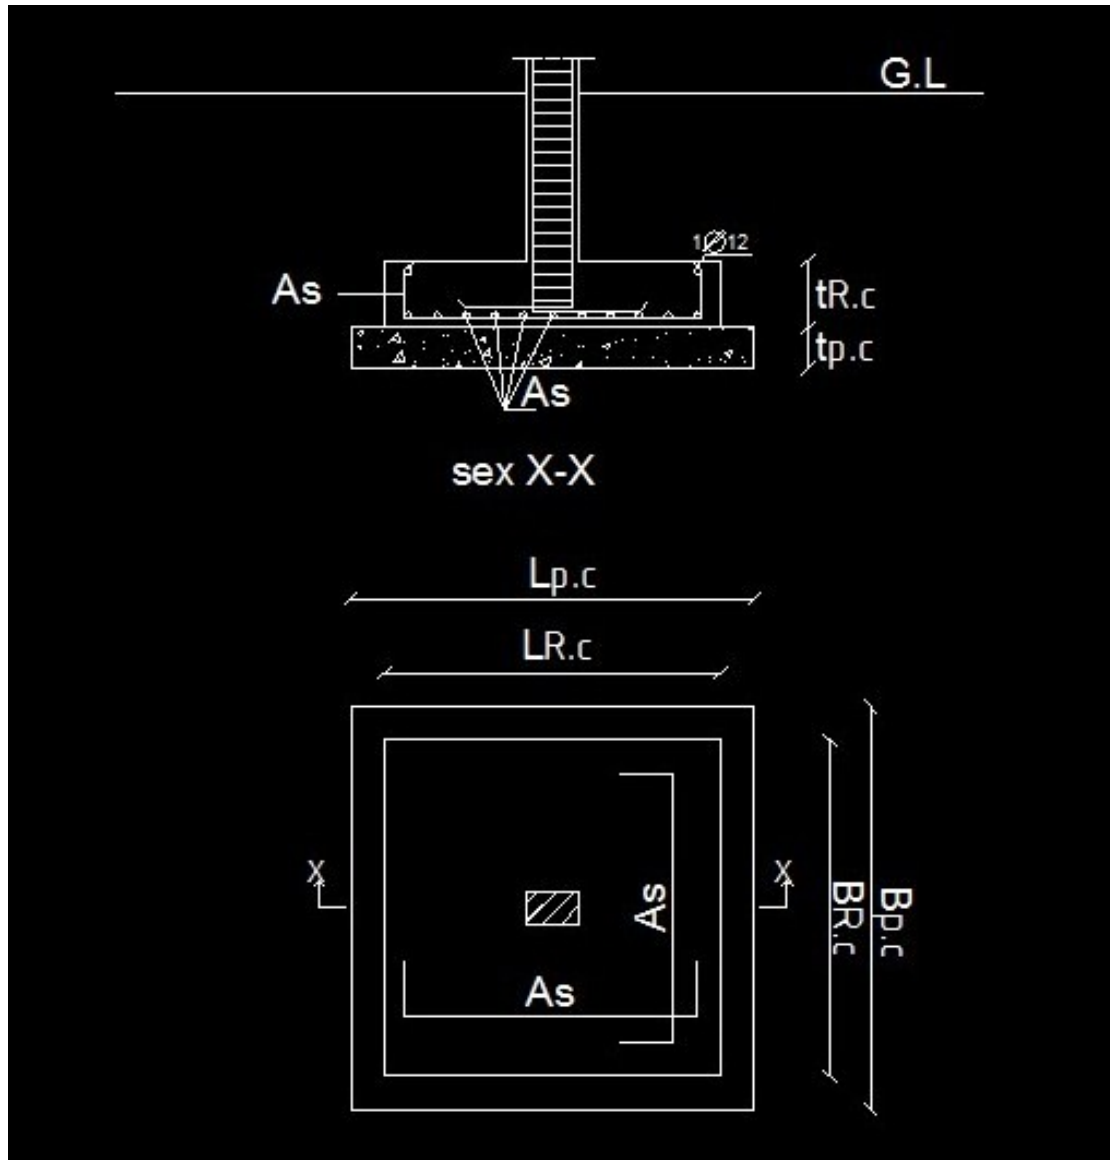 G.L
1Ø12
As
tR.c
tp.c
As
sex X-X
Lp.c
LR.c
X
X
As
BR.c
Bp.c
As